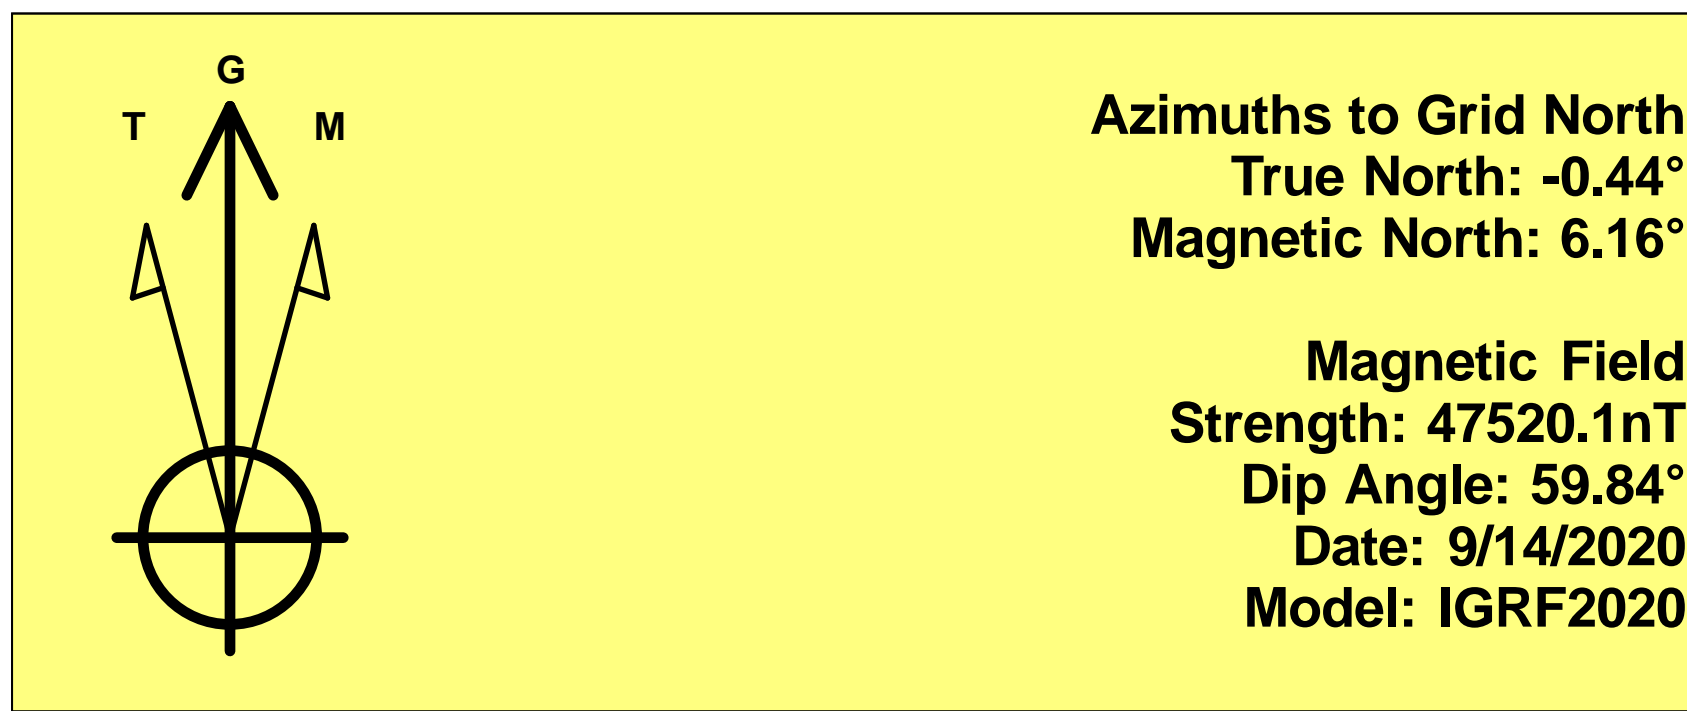 G
T
M
Azimuths to Grid North
True North: -0.44°
Magnetic North: 6.16°
Magnetic Field
Strength: 47520.1nT
Dip Angle: 59.84°
Date: 9/14/2020
Model: IGRF2020